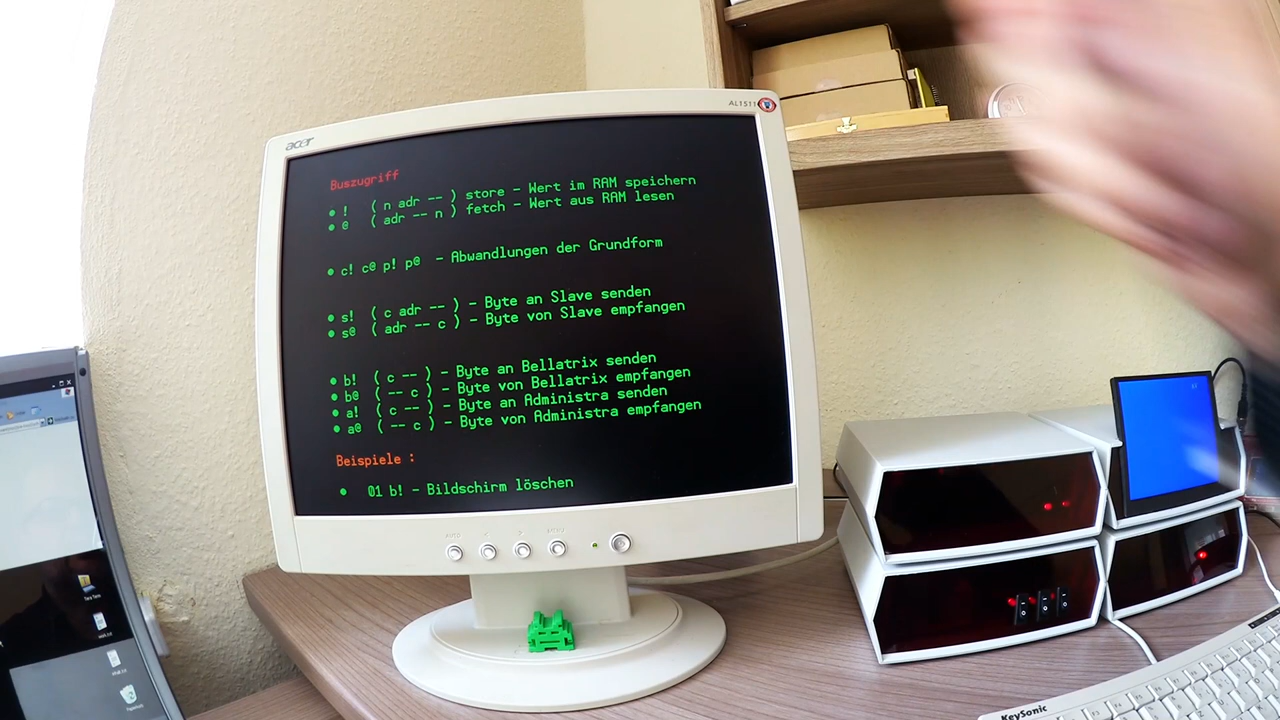 acer
AL1511
Buszugriff
• ! ( n adr -- ) store - Wert im RAM speichern
• @ ( adr -- n ) fetch - Wert aus RAM lesen
• c! c@ p! p@ - Abwandlungen der Grundform
• s! ( c adr -- ) - Byte an Slave senden
• s@ ( adr -- c ) - Byte von Slave empfangen
• b! ( c -- ) - Byte an Bellatrix senden
• b@ ( -- c ) - Byte von Bellatrix empfangen
• a! ( c -- ) - Byte an Administra senden
• a@ ( -- c ) - Byte von Administra empfangen
Beispiele :
• 01 b! - Bildschirm löschen
AUTO < > MENU
KeySonic